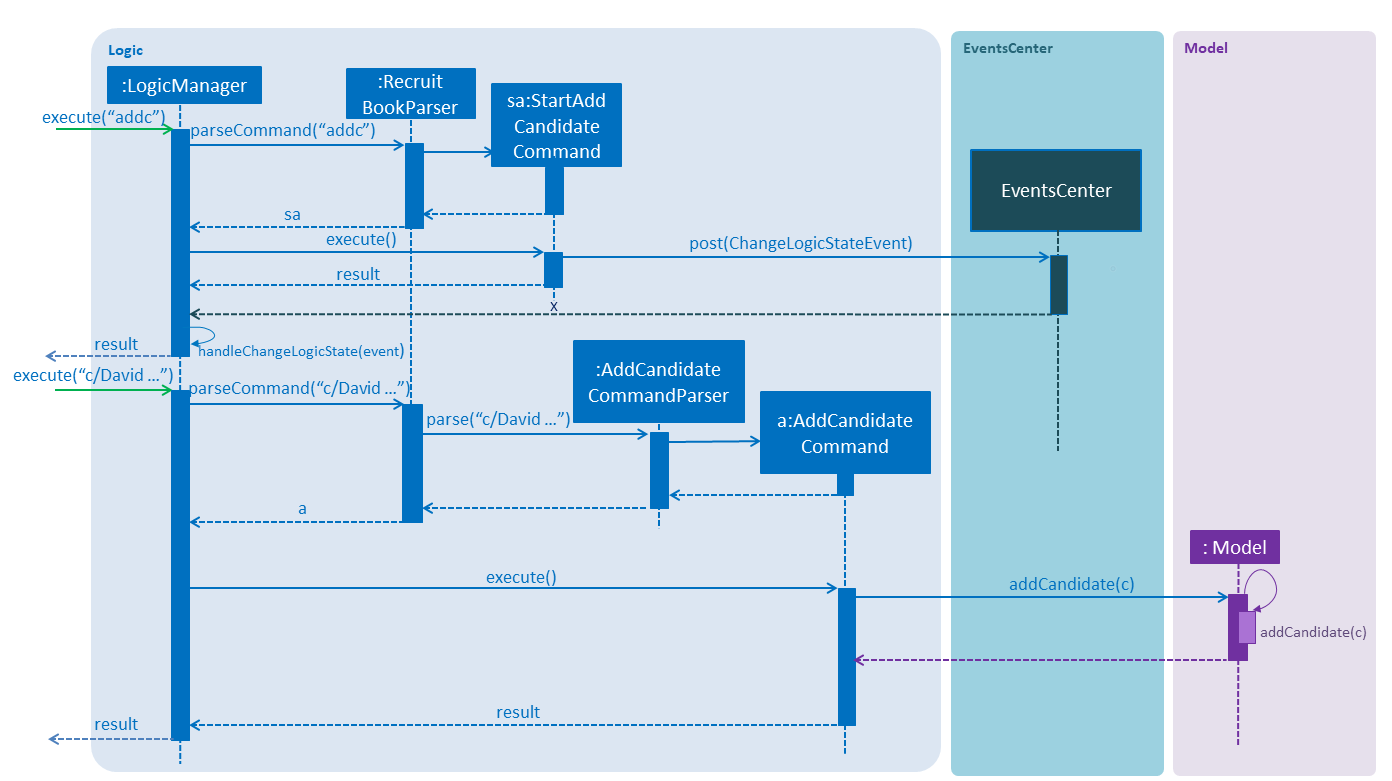 Logic
EventsCenter
Model
:LogicManager
:Recruit
BookParser
sa:StartAdd
Candidate
Command
execute(“addc”)
parseCommand(“addc”)
EventsCenter
sa
execute()
post(ChangeLogicStateEvent)
result
x
result
handleChangeLogicState(event)
execute(“c/David ...”)
parseCommand(“c/David ...”)
:AddCandidate
CommandParser
parse(“c/David ...”)
a:AddCandidate
Command
a
: Model
execute()
addCandidate(c)
addCandidate(c)
result
result